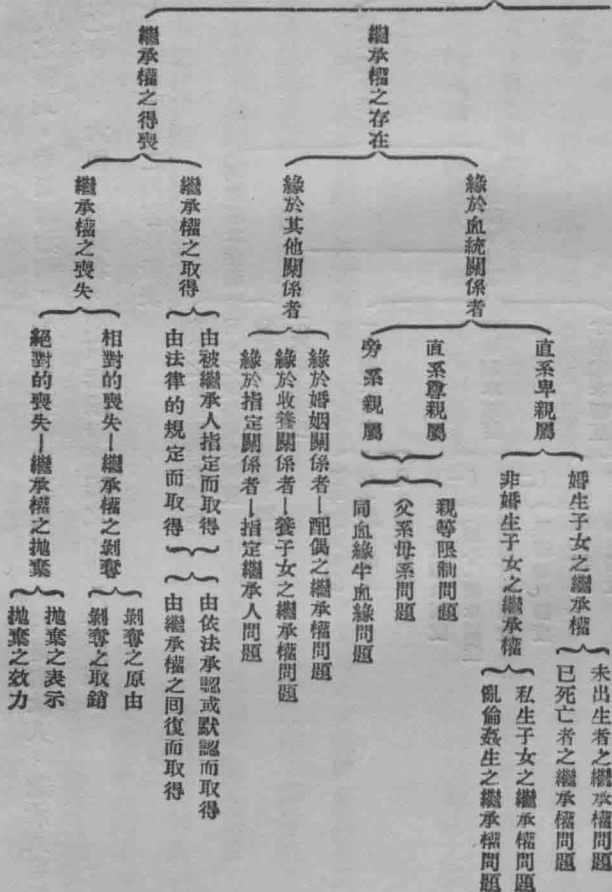 繼承權之存在
緣於血統關係者
直系卑親屬
婚生子女之繼承權
未出生者之繼承權問題
已死亡者之繼承權問題
非婚生子女之繼承權
私生子女之繼承權問題
亂倫姦生之繼承權問題
直系尊親屬
旁系親屬
親等限制問題
父系母系問題
同血緣半血緣問題
緣於其他關係者
緣於婚姻關係者—配偶之繼承權問題
緣於收養關係者—養子女之繼承權問題
緣於指定關係者—指定繼承人問題
繼承權之得喪
繼承權之取得
由被繼承人指定而取得
由法律的規定而取得
由依法承認或默認而取得
由繼承權之回復而取得
繼承權之喪失
相對的喪失—繼承權之剝奪
剝奪之原由
剝奪之取銷
絕對的喪失—繼承權之拋棄
拋棄之表示
拋棄之效力